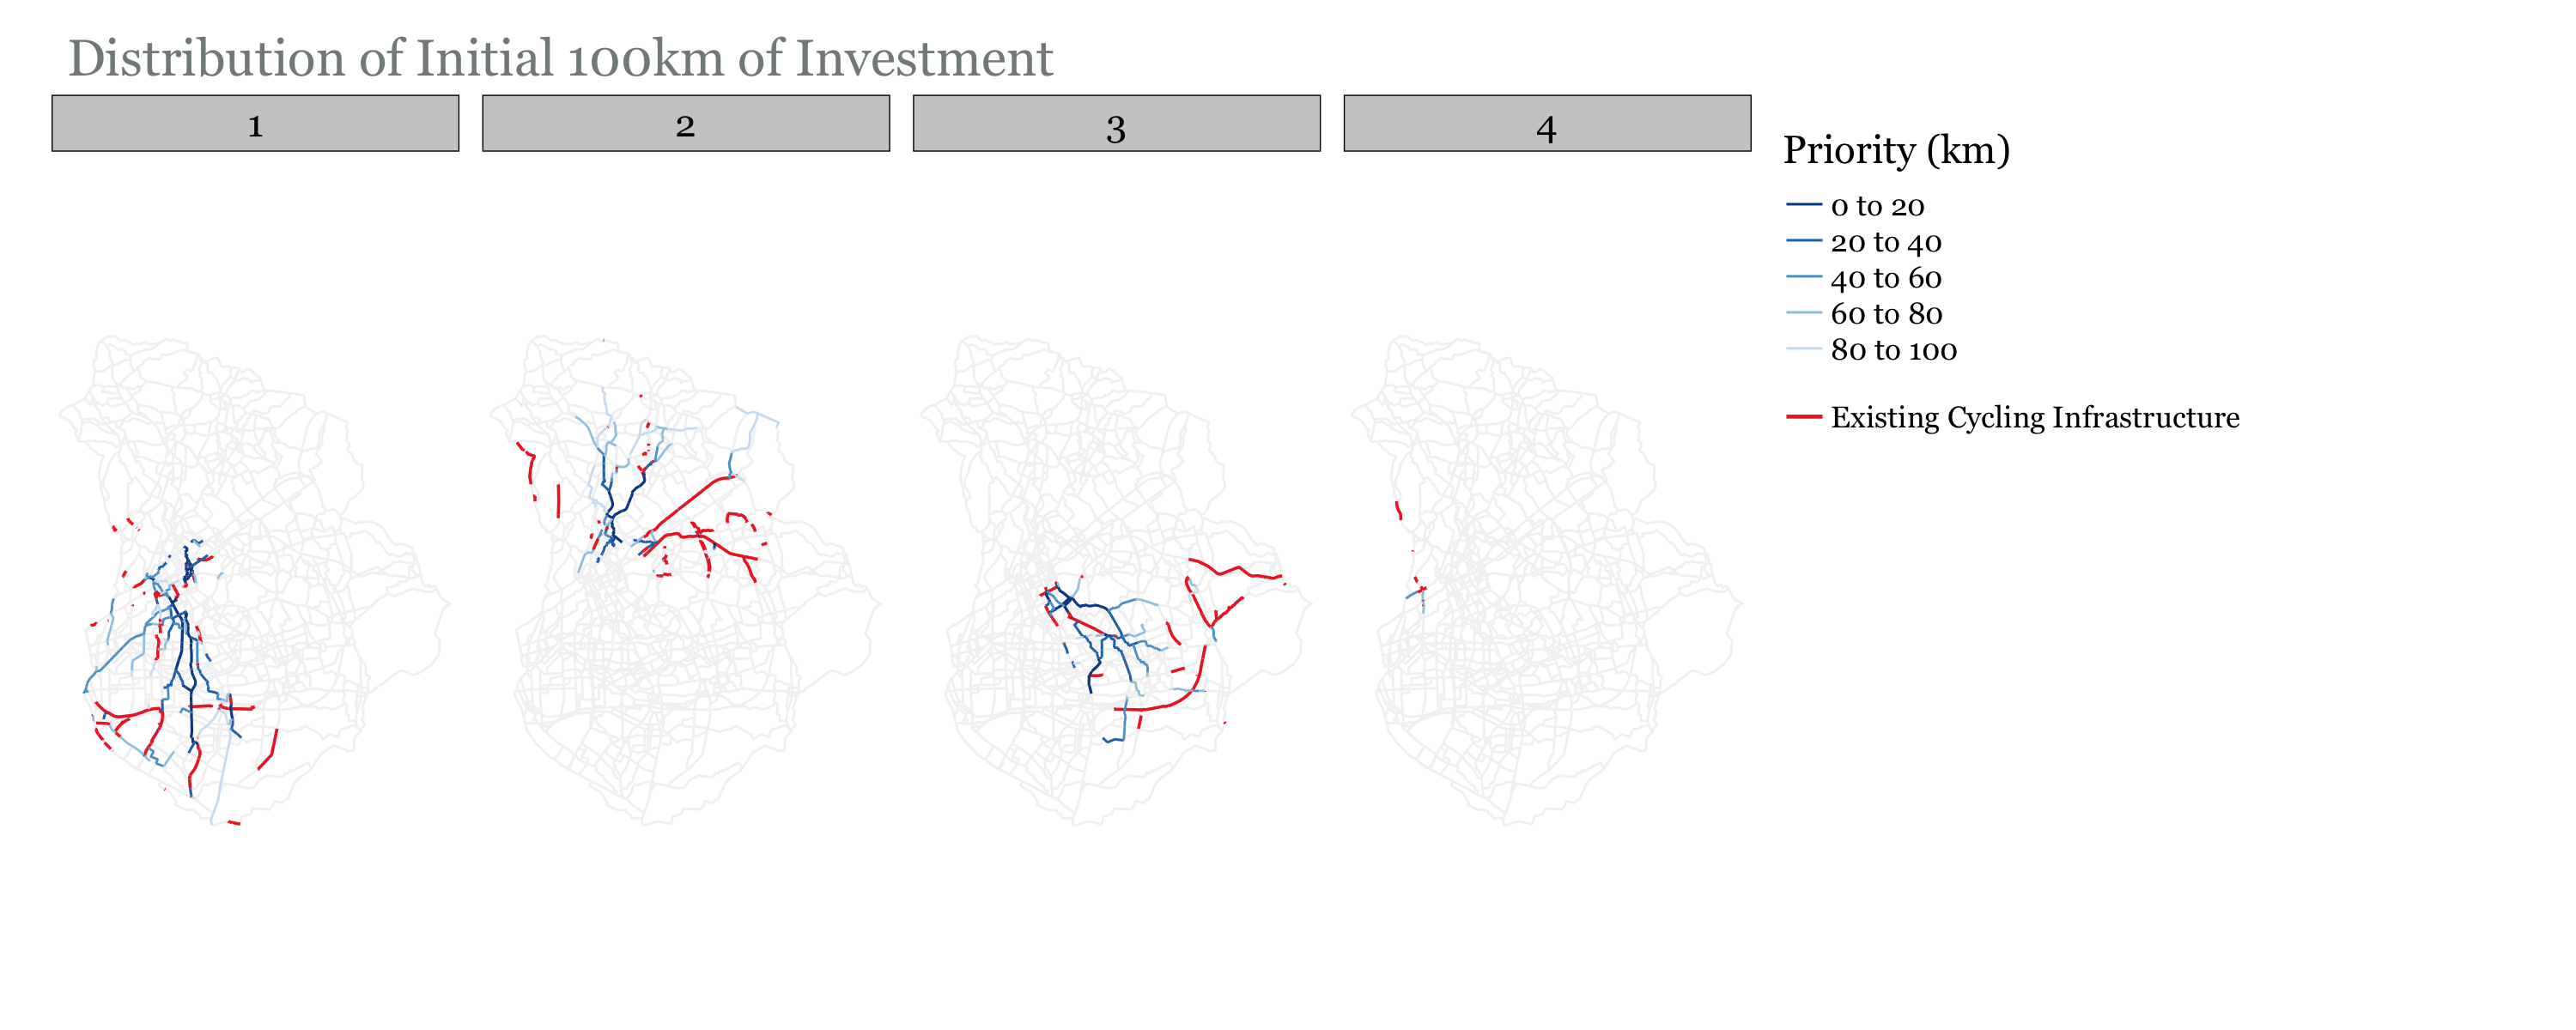 Distribution of Initial 100km of Investment
1
2
3
4
Priority (km)
0 to 20
20 to 40
40 to 60
60 to 80
80 to 100
Existing Cycling Infrastructure